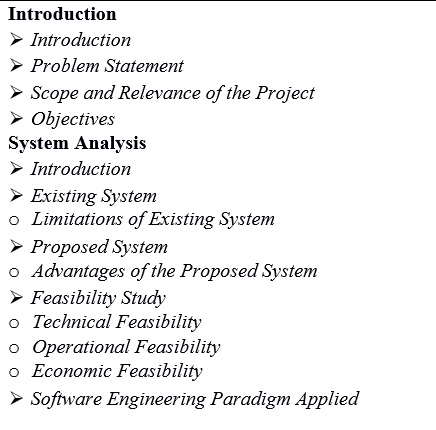 Introduction
➢ Introduction
➢ Problem Statement
➢ Scope and Relevance of the Project
➢ Objectives
System Analysis
➢ Introduction
➢ Existing System
o Limitations of Existing System
➢ Proposed System
o Advantages of the Proposed System
➢ Feasibility Study
o Technical Feasibility
o Operational Feasibility
o Economic Feasibility
➢ Software Engineering Paradigm Applied